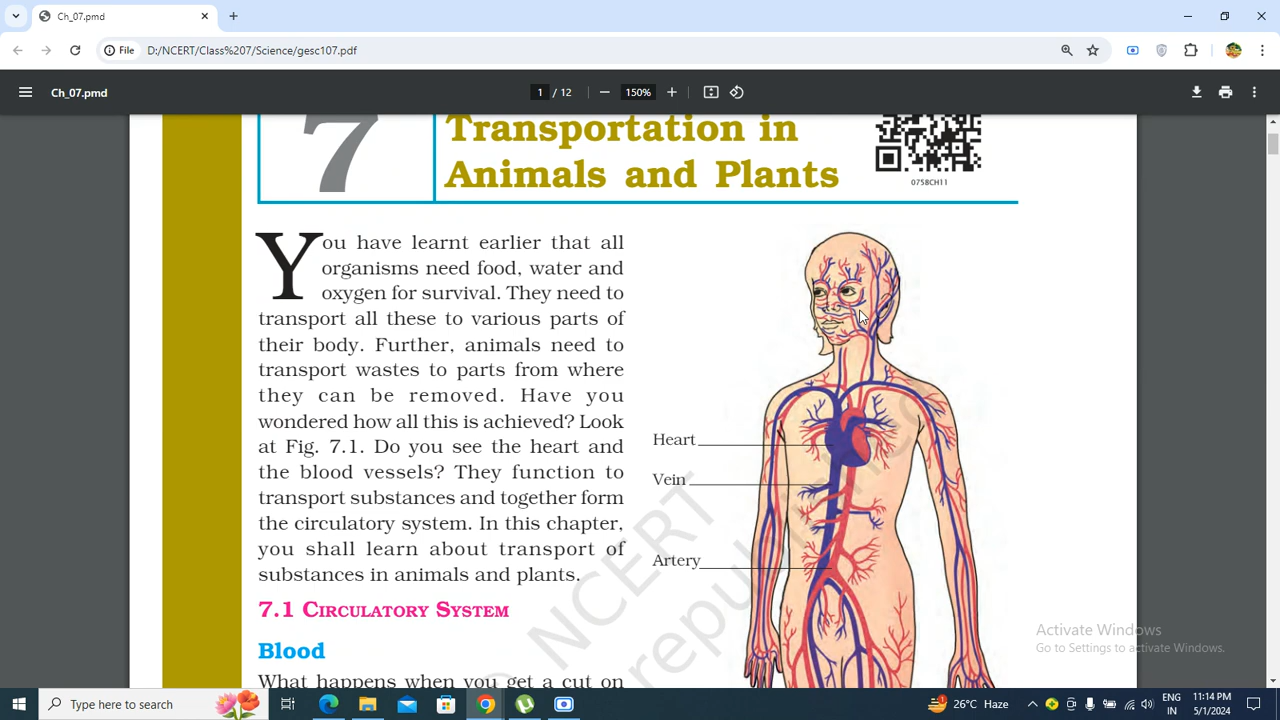 Ch_07.pmd
File
D:/NCERT/Class%207/Science/gesc107.pdf
Ch_07.pmd
1 / 12
150%
7
Transportation in
Animals and Plants
0758CH11
You have learnt earlier that all
organisms need food, water and
oxygen for survival. They need to
transport all these to various parts of
their body. Further, animals need to
transport wastes to parts from where
they can be removed. Have you
wondered how all this is achieved? Look
at Fig. 7.1. Do you see the heart and
the blood vessels? They function to
transport substances and together form
the circulatory system. In this chapter,
you shall learn about transport of
substances in animals and plants.
7.1 CIRCULATORY SYSTEM
Blood
What happens when you get a cut on
Heart
Vein
Artery
NCERT
Activate Windows
Go to Settings to activate Windows.
Type here to search
26°C Haze
ENG
IN
11:14 PM
5/1/2024